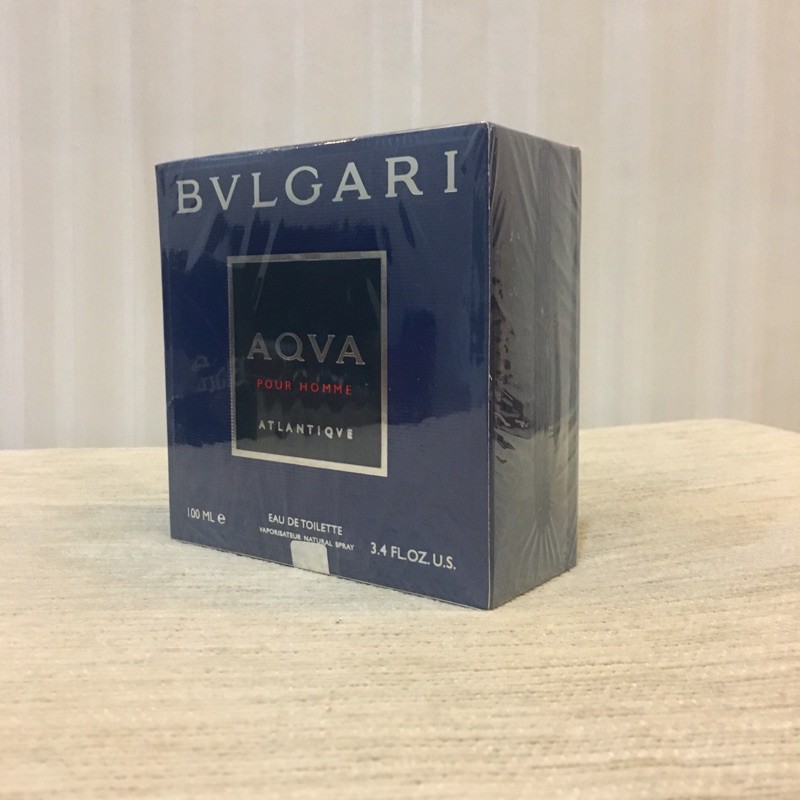 BVLGARI
AQVA
POUR HOMME
ATLANTIQVE
100 ML ℮
EAU DE TOILETTE
VAPORISATEUR NATURAL SPRAY
3.4 FL.OZ.U.S.